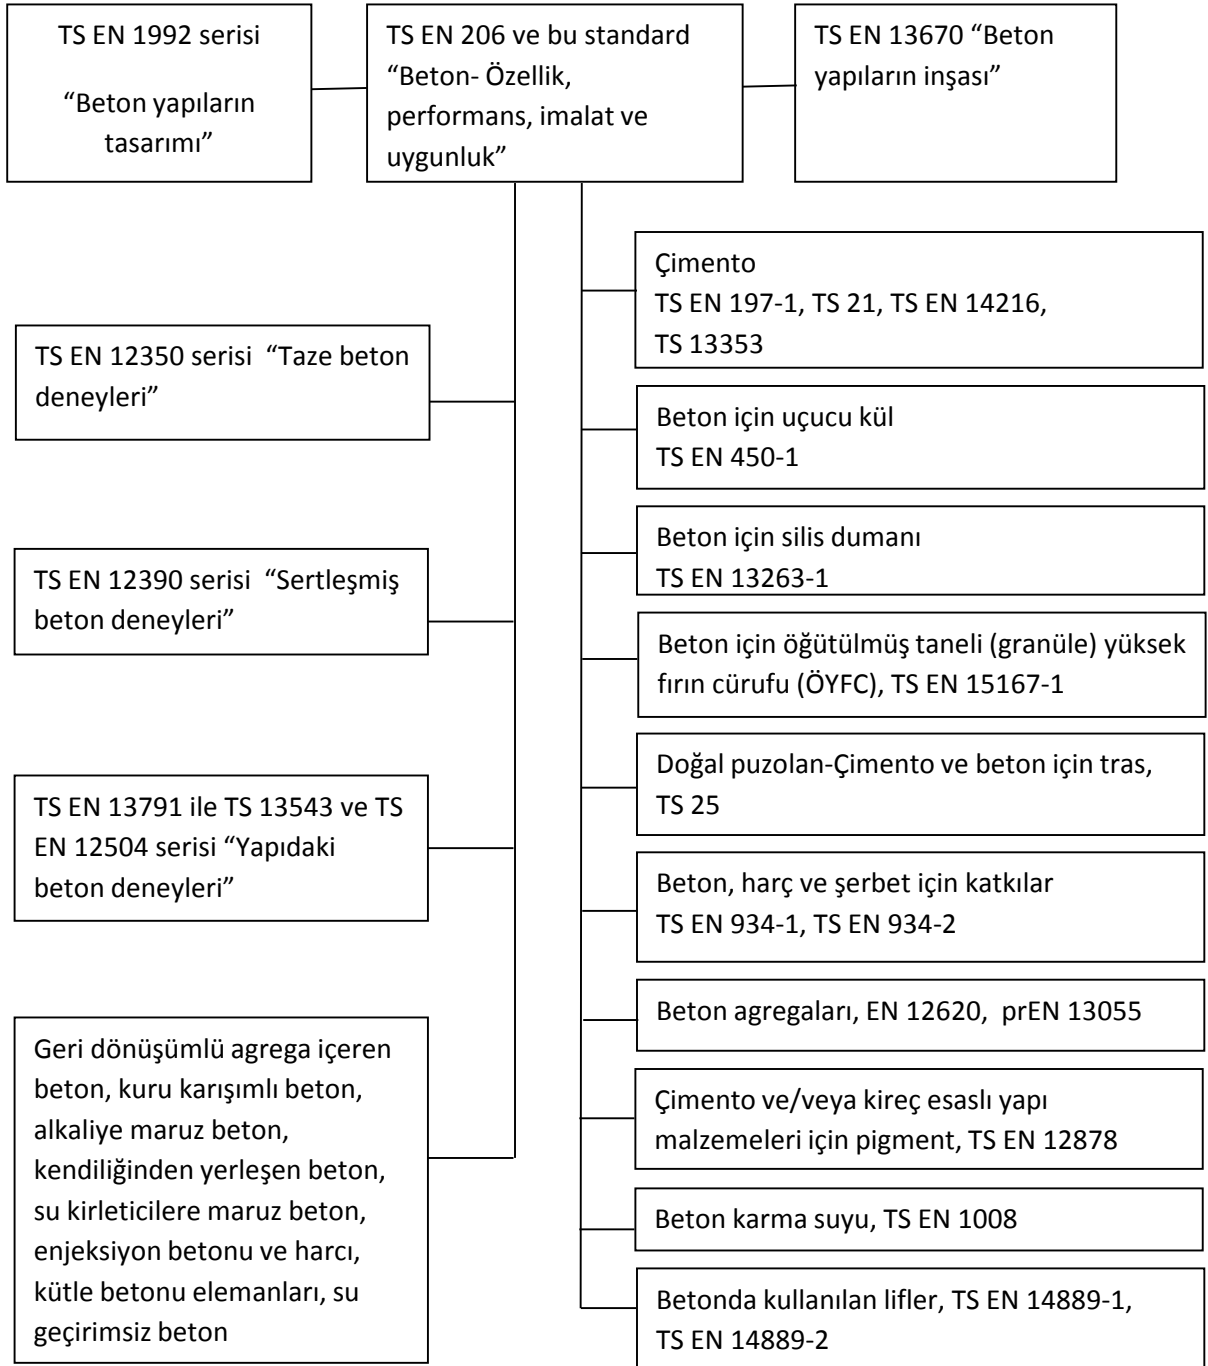 TS EN 1992 serisi
“Beton yapıların
tasarımı”
TS EN 206 ve bu standard
“Beton- Özellik,
performans, imalat ve
uygunluk”
TS EN 13670 “Beton
yapıların inşası”
TS EN 12350 serisi “Taze beton
deneyleri”
TS EN 12390 serisi “Sertleşmiş
beton deneyleri”
TS EN 13791 ile TS 13543 ve TS
EN 12504 serisi “Yapıdaki
beton deneyleri”
Geri dönüşümlü agrega içeren
beton, kuru karışımlı beton,
alkaliye maruz beton,
kendiliğinden yerleşen beton,
su kirleticilere maruz beton,
enjeksiyon betonu ve harcı,
kütle betonu elemanları, su
geçirimsiz beton
Çimento
TS EN 197-1, TS 21, TS EN 14216,
TS 13353
Beton için uçucu kül
TS EN 450-1
Beton için silis dumanı
TS EN 13263-1
Beton için öğütülmüş taneli (granüle) yüksek
fırın cürufu (ÖYFC), TS EN 15167-1
Doğal puzolan-Çimento ve beton için tras,
TS 25
Beton, harç ve şerbet için katkılar
TS EN 934-1, TS EN 934-2
Beton agregaları, EN 12620, prEN 13055
Çimento ve/veya kireç esaslı yapı
malzemeleri için pigment, TS EN 12878
Beton karma suyu, TS EN 1008
Betonda kullanılan lifler, TS EN 14889-1,
TS EN 14889-2